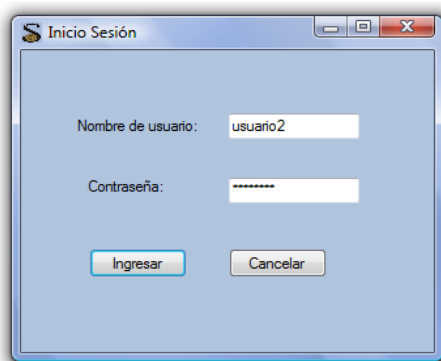 Inicio Sesión
Nombre de usuario: usuario2
Contraseña: ********
Ingresar Cancelar